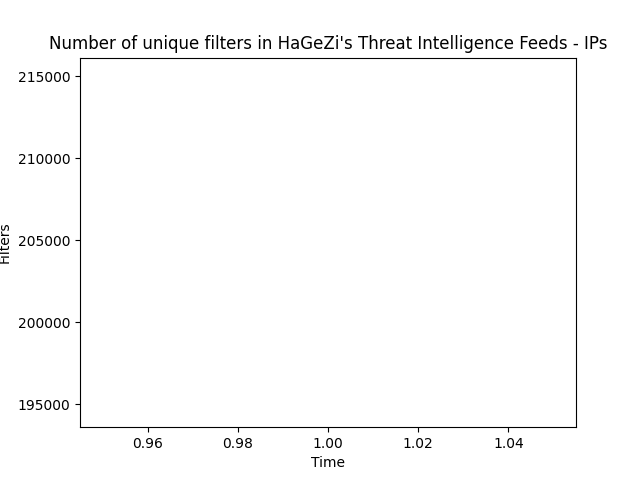 Number of unique filters in HaGeZi's Threat Intelligence Feeds - IPs
215000
210000
205000
200000
195000
Filters
0.96 0.98 1.00 1.02 1.04
Time